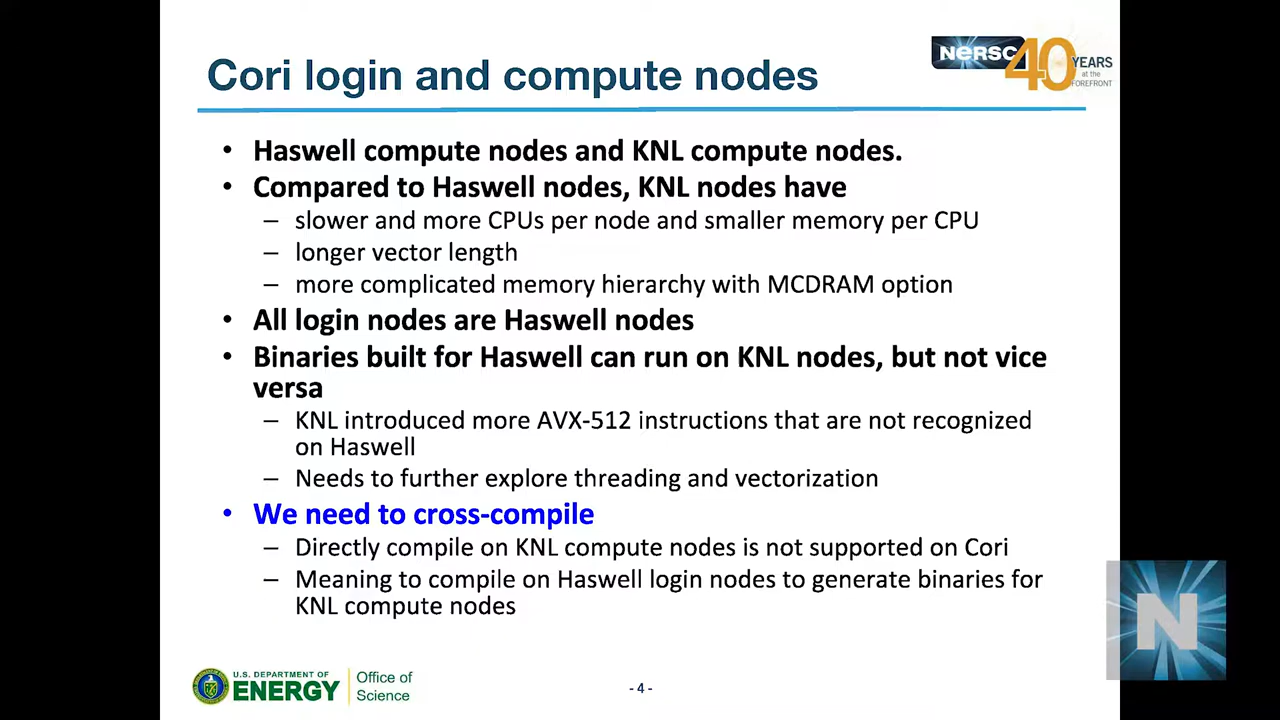 Cori login and compute nodes
NERSC 40 YEARS
at the
FOREFRONT
• Haswell compute nodes and KNL compute nodes.
• Compared to Haswell nodes, KNL nodes have
– slower and more CPUs per node and smaller memory per CPU
– longer vector length
– more complicated memory hierarchy with MCDRAM option
• All login nodes are Haswell nodes
• Binaries built for Haswell can run on KNL nodes, but not vice
versa
– KNL introduced more AVX-512 instructions that are not recognized
on Haswell
– Needs to further explore threading and vectorization
• We need to cross-compile
– Directly compile on KNL compute nodes is not supported on Cori
– Meaning to compile on Haswell login nodes to generate binaries for
KNL compute nodes
N
U.S. DEPARTMENT OF
ENERGY
Office of
Science
- 4 -